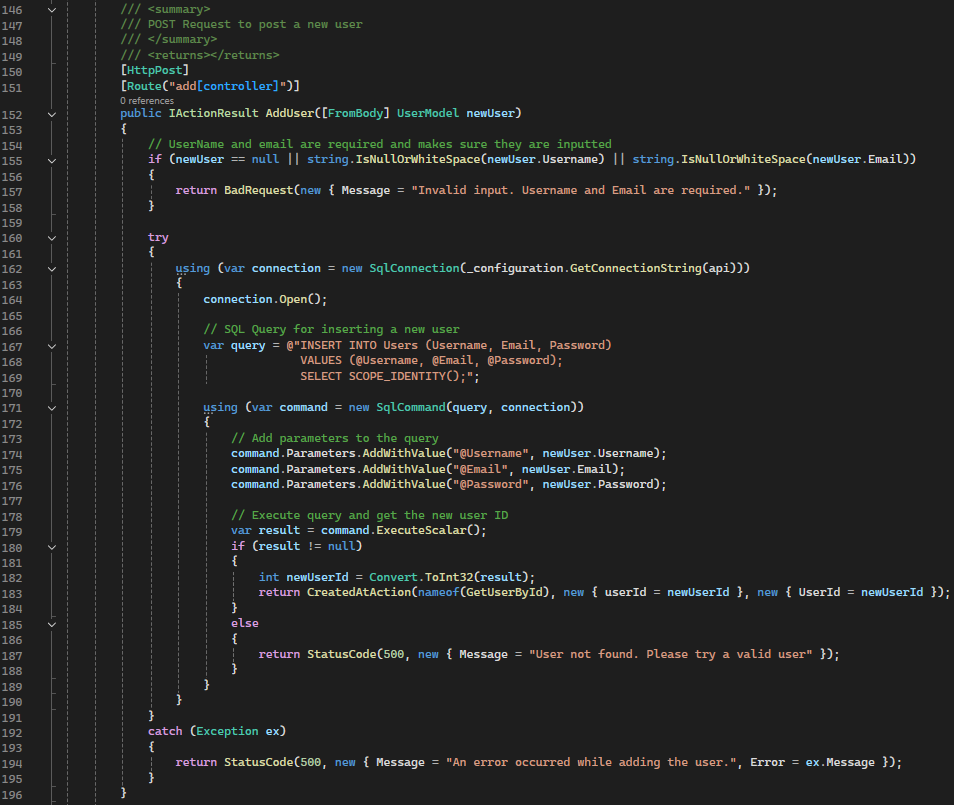 146 /// <summary>
147 /// POST Request to post a new user
148 /// </summary>
149 /// <returns></returns>
150 [HttpPost]
151 [Route("add[controller]")]
0 references
152 public IActionResult AddUser([FromBody] UserModel newUser)
153 {
154 // UserName and email are required and makes sure they are inputted
155 if (newUser == null || string.IsNullOrWhiteSpace(newUser.Username) || string.IsNullOrWhiteSpace(newUser.Email))
156 {
157 return BadRequest(new { Message = "Invalid input. Username and Email are required." });
158 }
159
160 try
161 {
162 using (var connection = new SqlConnection(_configuration.GetConnectionString(api)))
163 {
164 connection.Open();
165
166 // SQL Query for inserting a new user
167 var query = @"INSERT INTO Users (Username, Email, Password)
168 VALUES (@Username, @Email, @Password);
169 SELECT SCOPE_IDENTITY();";
170
171 using (var command = new SqlCommand(query, connection))
172 {
173 // Add parameters to the query
174 command.Parameters.AddWithValue("@Username", newUser.Username);
175 command.Parameters.AddWithValue("@Email", newUser.Email);
176 command.Parameters.AddWithValue("@Password", newUser.Password);
177
178 // Execute query and get the new user ID
179 var result = command.ExecuteScalar();
180 if (result != null)
181 {
182 int newUserId = Convert.ToInt32(result);
183 return CreatedAtAction(nameof(GetUserById), new { userId = newUserId }, new { UserId = newUserId });
184 }
185 else
186 {
187 return StatusCode(500, new { Message = "User not found. Please try a valid user" });
188 }
189 }
190 }
191 }
192 catch (Exception ex)
193 {
194 return StatusCode(500, new { Message = "An error occurred while adding the user.", Error = ex.Message });
195 }
196 }